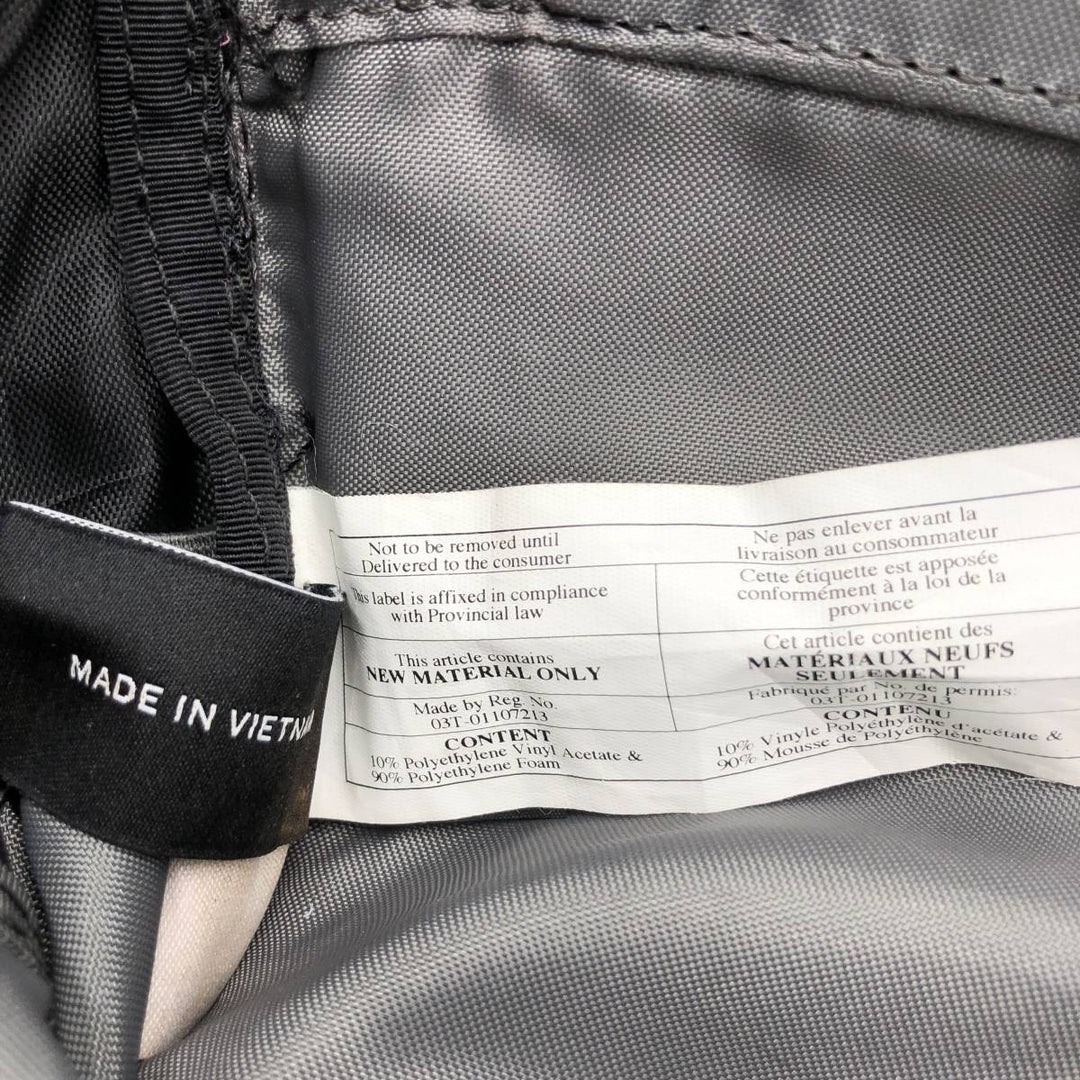 MADE IN VIETNAM
Not to be removed until
Delivered to the consumer
This label is affixed in compliance
with Provincial law
This article contains
NEW MATERIAL ONLY
Made by Reg. No.
03T-01107213
CONTENT
10% Polyethylene Vinyl Acetate &
90% Polyethylene Foam
Ne pas enlever avant la
livraison au consommateur
Cette étiquette est apposée
conformément à la loi de la
province
Cet article contient des
MATÉRIAUX NEUFS
SEULEMENT
Fabriqué par No. de permis:
03T-01107213
CONTENU
10% Vinyle Polyéthylène d'acétate &
90% Mousse de Polyéthylène